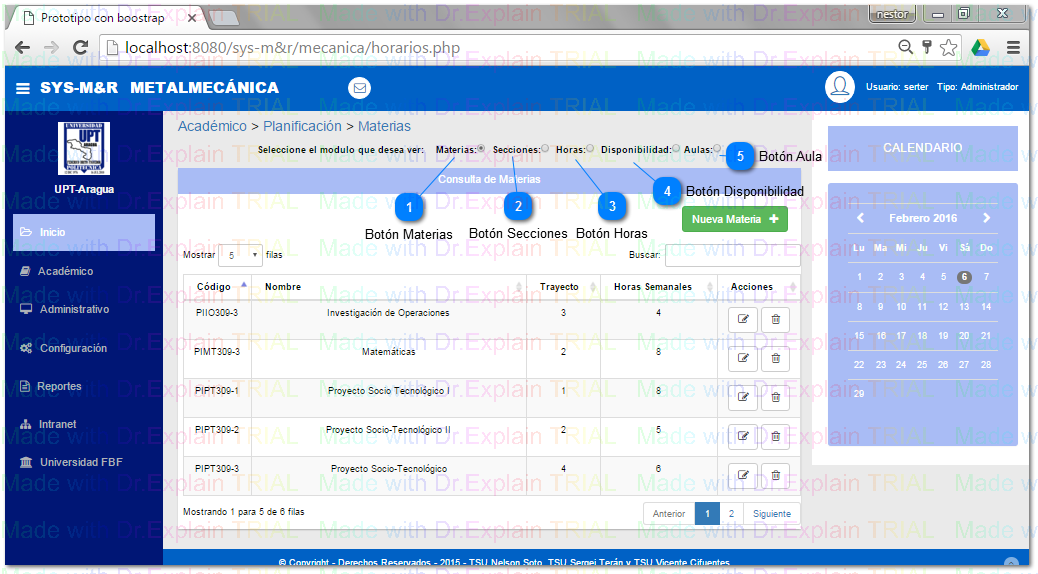 Prototipo con boostrap
nestor
localhost:8080/sys-m&r/mecanica/horarios.php
SYS-M&R METALMECÁNICA
Usuario: serter Tipo: Administrador
UNIVERSIDAD
UPT
ARAGUA
POLITECNICA
UPT-Aragua
Inicio
Académico
Administrativo
Configuración
Reportes
Intranet
Universidad FBF
Académico > Planificación > Materias
Seleccione el modulo que desea ver: Materias: Secciones: Horas: Disponibilidad: Aulas:
5 Botón Aula
Consulta de Materias
4 Botón Disponibilidad
1 Botón Materias
2 Botón Secciones
3 Botón Horas
Nueva Materia +
Mostrar 5 filas
Buscar:
Código Nombre Trayecto Horas Semanales Acciones
PIIO309-3 Investigación de Operaciones 3 4
PIMT309-3 Matemáticas 2 8
PIPT309-1 Proyecto Socio Tecnológico I 1 8
PIPT309-2 Proyecto Socio-Tecnológico II 2 5
PIPT309-3 Proyecto Socio-Tecnológico 4 6
Mostrando 1 para 5 de 6 filas
Anterior 1 2 Siguiente
CALENDARIO
Febrero 2016
Lu Ma Mi Ju Vi Sá Do
1 2 3 4 5 6 7
8 9 10 11 12 13 14
15 16 17 18 19 20 21
22 23 24 25 26 27 28
29
© Copyright - Derechos Reservados - 2015 - TSU Nelson Soto, TSU Sergei Terán y TSU Vicente Cifuentes
Made with Dr.Explain TRIAL